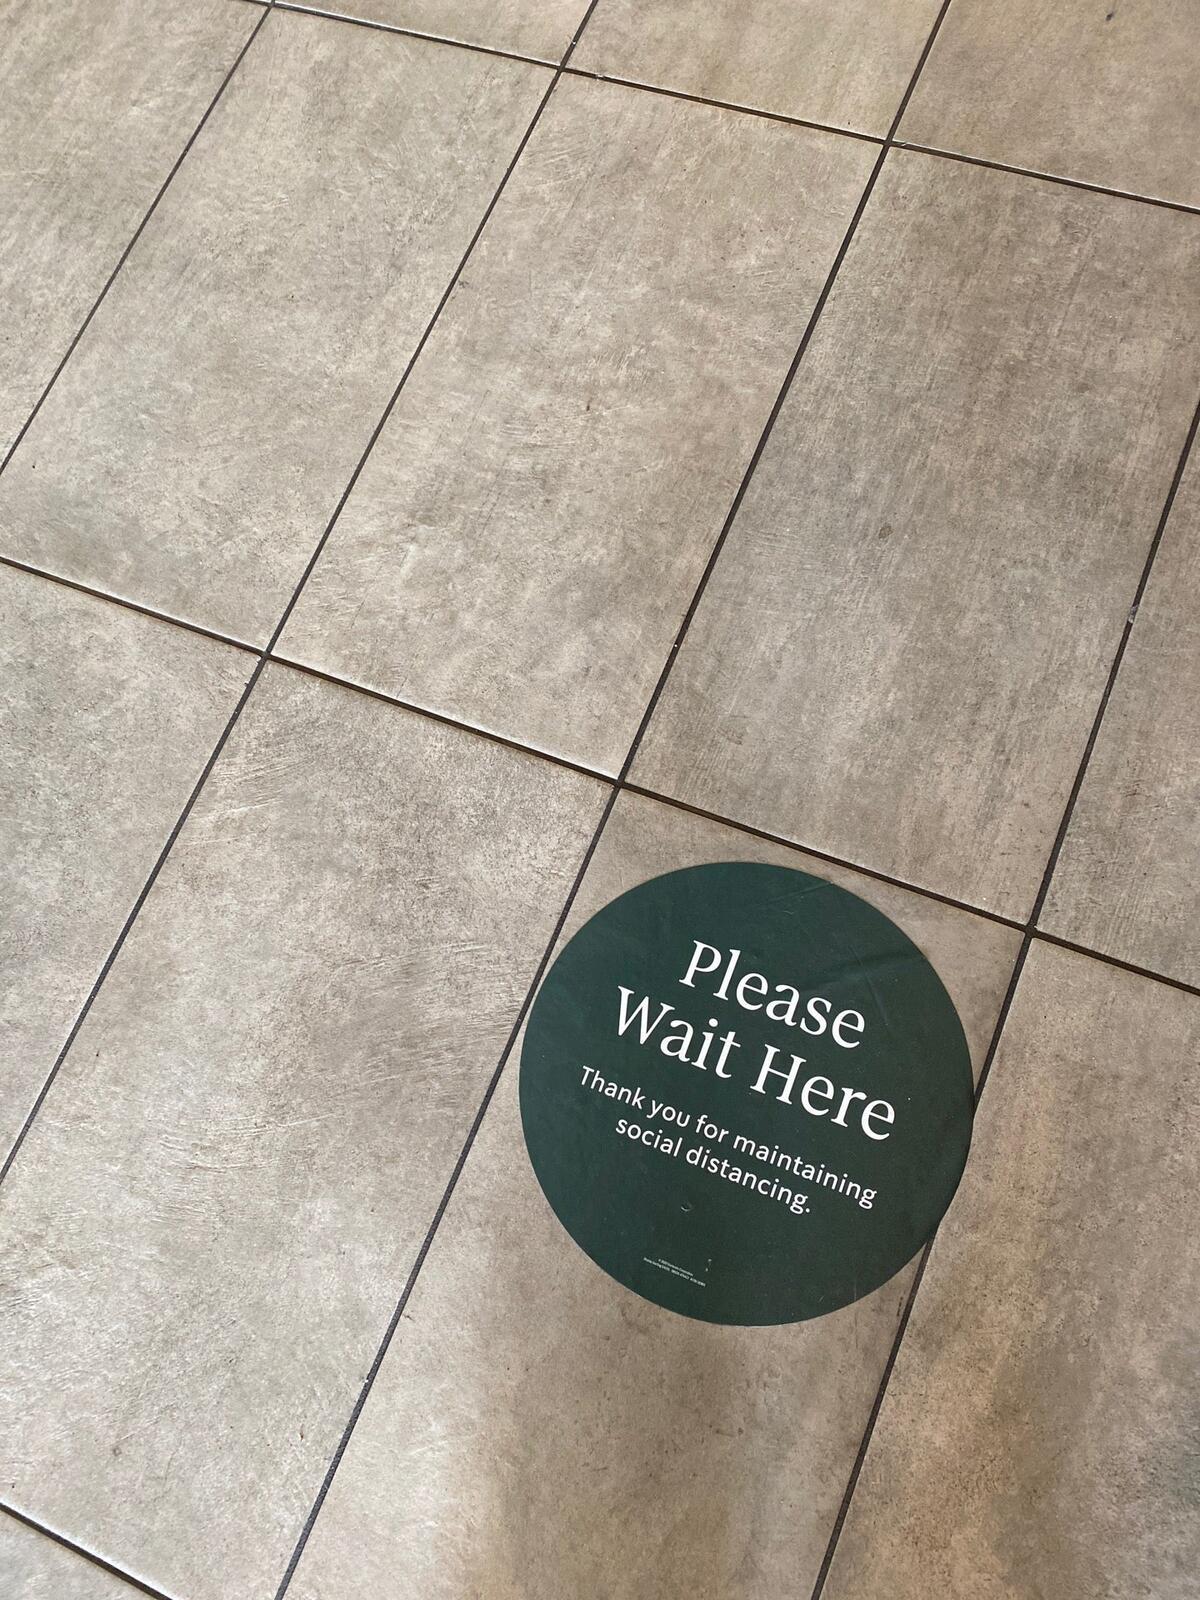 Please
Wait Here
Thank you for maintaining
social distancing.